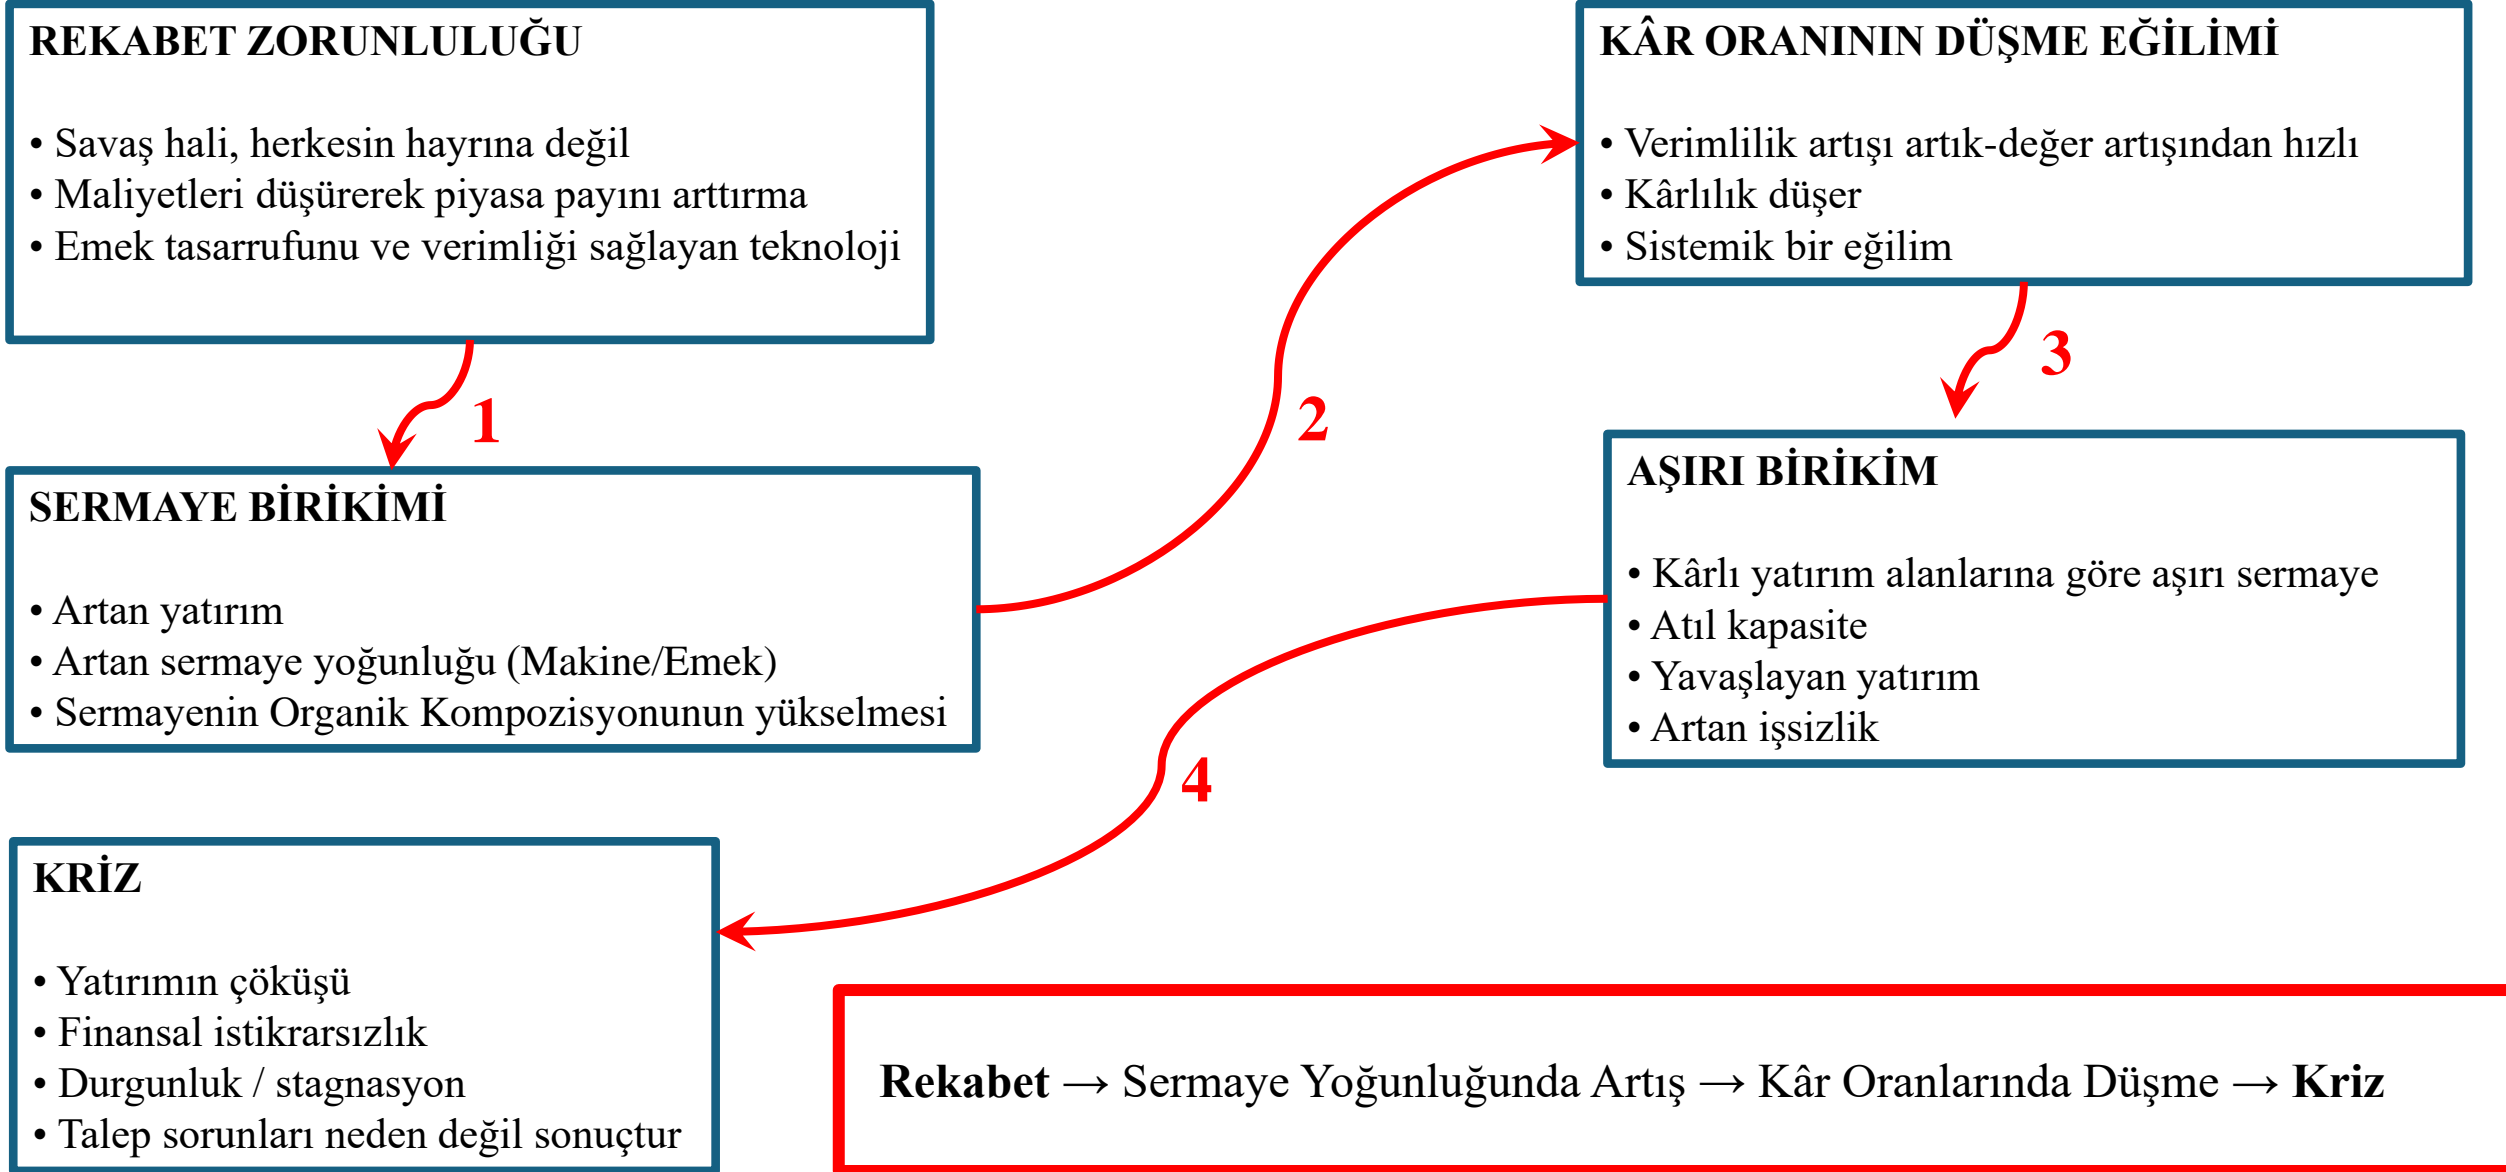 REKABET ZORUNLULUĞU
• Savaş hali, herkesin hayrına değil
• Maliyetleri düşürerek piyasa payını arttırma
• Emek tasarrufunu ve verimliği sağlayan teknoloji
1
SERMAYE BİRİKİMİ
• Artan yatırım
• Artan sermaye yoğunluğu (Makine/Emek)
• Sermayenin Organik Kompozisyonunun yükselmesi
2
KÂR ORANININ DÜŞME EĞİLİMİ
• Verimlilik artışı artık-değer artışından hızlı
• Kârlılık düşer
• Sistemik bir eğilim
3
AŞIRI BİRİKİM
• Kârlı yatırım alanlarına göre aşırı sermaye
• Atıl kapasite
• Yavaşlayan yatırım
• Artan işsizlik
4
KRİZ
• Yatırımın çöküşü
• Finansal istikrarsızlık
• Durgunluk / stagnasyon
• Talep sorunları neden değil sonuçtur
Rekabet → Sermaye Yoğunluğunda Artış → Kâr Oranlarında Düşme → Kriz